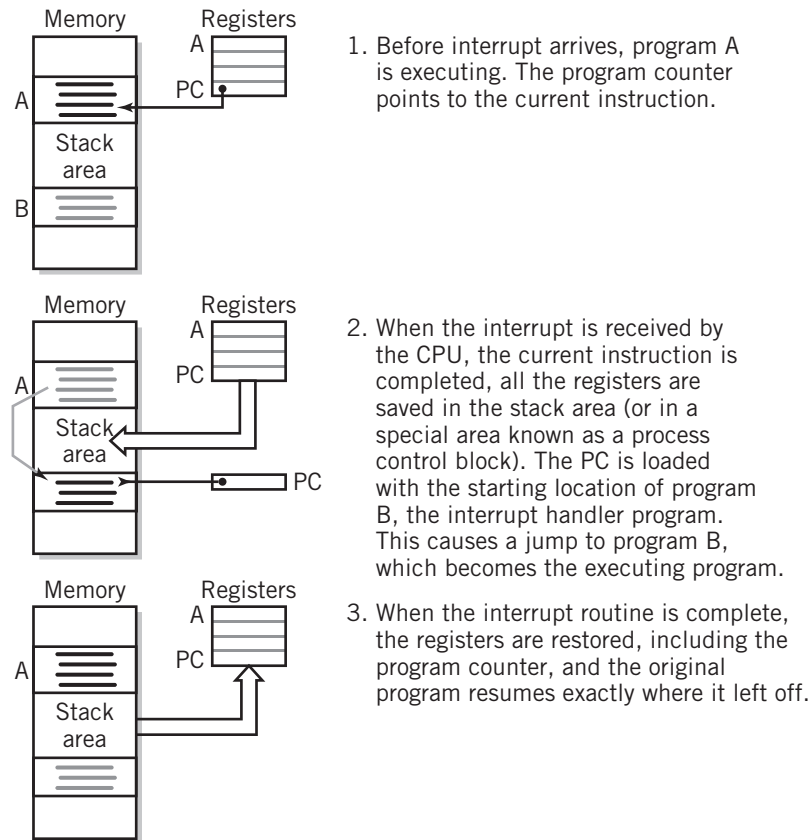 Memory Registers
A
PC
A
Stack
area
B
1. Before interrupt arrives, program A
is executing. The program counter
points to the current instruction.
Memory Registers
A
PC
A
Stack
area
PC
2. When the interrupt is received by
the CPU, the current instruction is
completed, all the registers are
saved in the stack area (or in a
special area known as a process
control block). The PC is loaded
with the starting location of program
B, the interrupt handler program.
This causes a jump to program B,
which becomes the executing program.
Memory Registers
A
PC
A
Stack
area
3. When the interrupt routine is complete,
the registers are restored, including the
program counter, and the original
program resumes exactly where it left off.